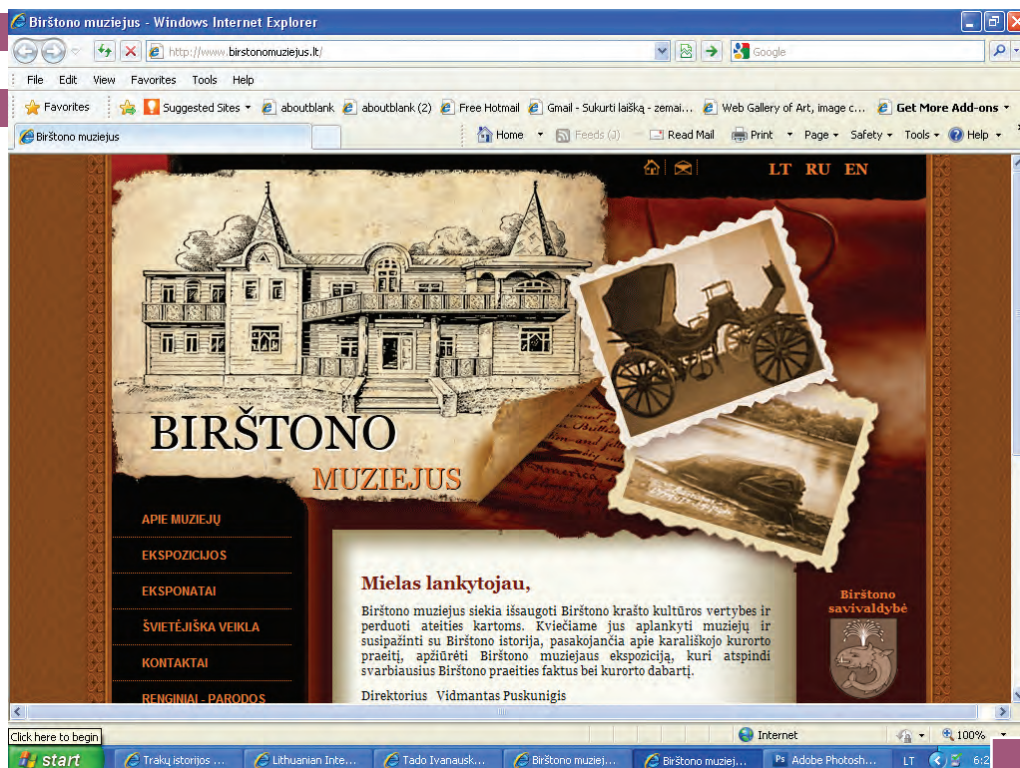 Birštono muziejus - Windows Internet Explorer
http://www.birstonomuziejus.lt/
Google
File Edit View Favorites Tools Help
Favorites Suggested Sites aboutblank aboutblank (2) Free Hotmail Gmail - Sukurti laišką - zemai... Web Gallery of Art, image c... Get More Add-ons
Birštono muziejus
Home Feeds (J) Read Mail Print Page Safety Tools Help
LT RU EN
BIRŠTONO
MUZIEJUS
APIE MUZIEJŲ
EKSPOZICIJOS
EKSPONATAI
ŠVIETĖJIŠKA VEIKLA
KONTAKTAI
RENGINIAI - PARODOS
Mielas lankytojau,
Birštono muziejus siekia išsaugoti Birštono krašto kultūros vertybes ir
perduoti ateities kartoms. Kviečiame jus aplankyti muziejų ir
susipažinti su Birštono istorija, pasakojančia apie karališkojo kurorto
praeitį, apžiūrėti Birštono muziejaus ekspoziciją, kuri atspindi
svarbiausius Birštono praeities faktus bei kurorto dabartį.
Direktorius Vidmantas Puskunigis
Birštono
savivaldybė
Internet
100%
Click here to begin
start
Trakų istorijos ...
Lithuanian Inte...
Tado Ivanausk...
Birštono muziej...
Birštono muziej...
Adobe Photosh...
LT